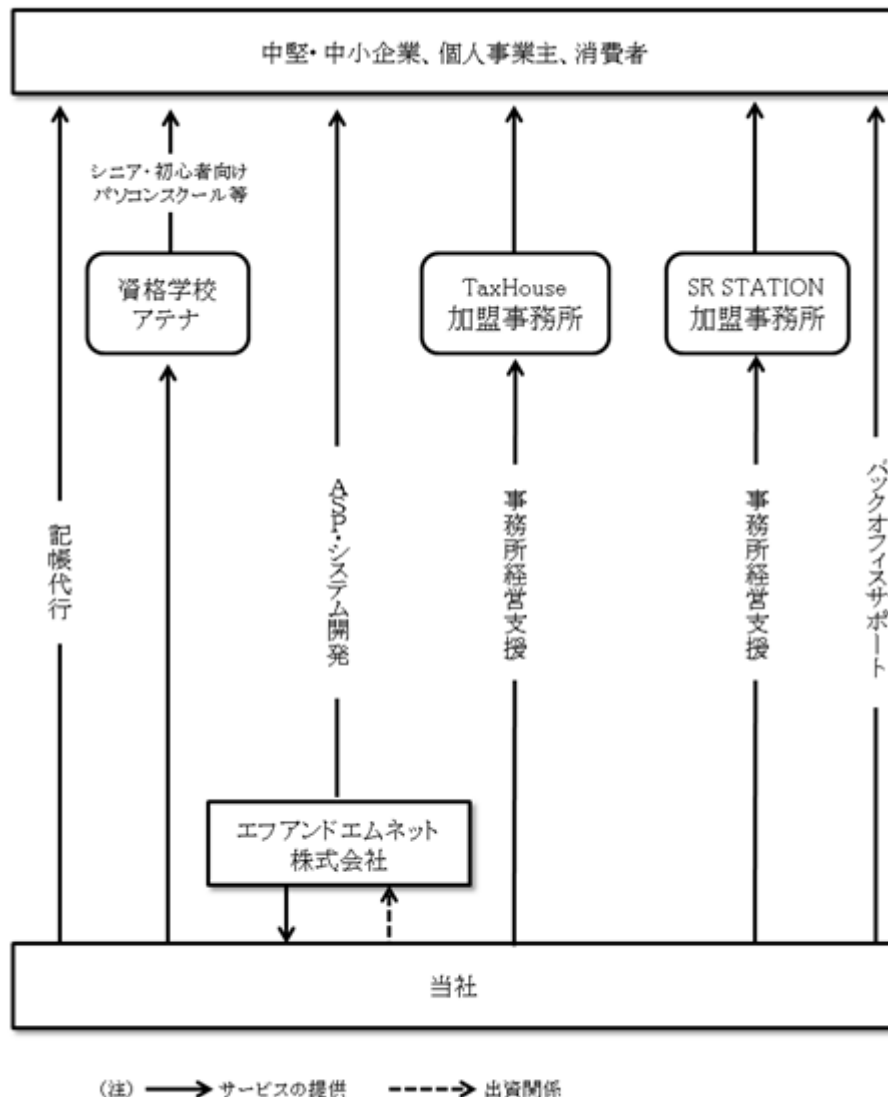 中堅・中小企業、個人事業主、消費者
シニア・初心者向け
パソコンスクール等
資格学校
アテナ
TaxHouse
加盟事務所
SR STATION
加盟事務所
記帳代行
ASP・システム開発
事務所経営支援
事務所経営支援
バックオフィスサポート
エフアンドエムネット
株式会社
当社
(注) サービスの提供 出資関係